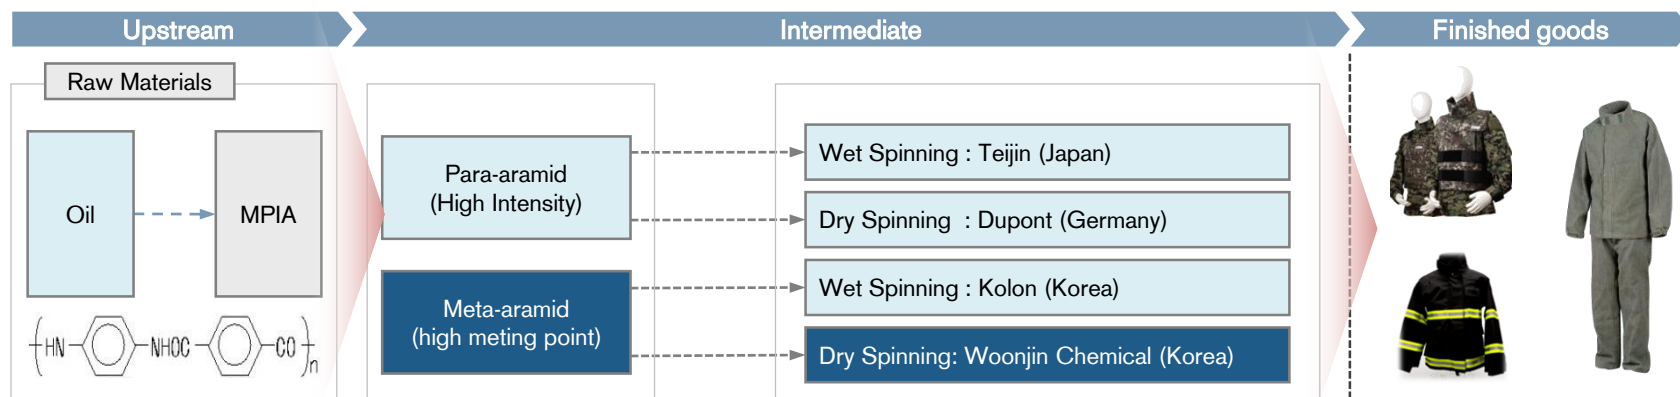 Upstream
Intermediate
Finished goods
Raw Materials
Oil
MPIA
HN
NHOC
CO
n
Para-aramid
(High Intensity)
Meta-aramid
(high meting point)
Wet Spinning : Teijin (Japan)
Dry Spinning : Dupont (Germany)
Wet Spinning : Kolon (Korea)
Dry Spinning: Woonjin Chemical (Korea)